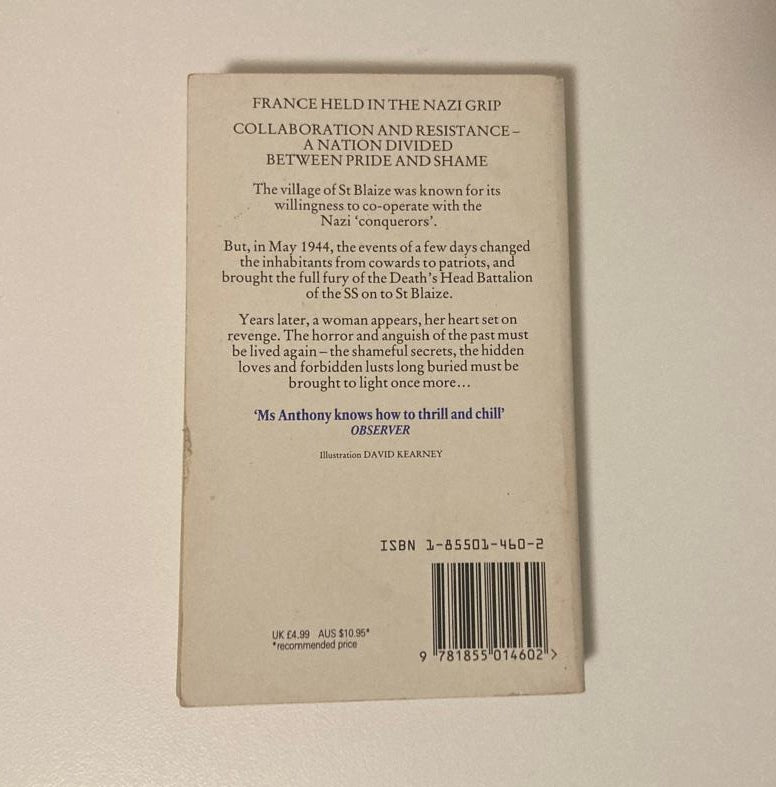 FRANCE HELD IN THE NAZI GRIP
COLLABORATION AND RESISTANCE –
A NATION DIVIDED
BETWEEN PRIDE AND SHAME
The village of St Blaize was known for its
willingness to co-operate with the
Nazi ‘conquerors’.
But, in May 1944, the events of a few days changed
the inhabitants from cowards to patriots, and
brought the full fury of the Death’s Head Battalion
of the SS on to St Blaize.
Years later, a woman appears, her heart set on
revenge. The horror and anguish of the past must
be lived again – the shameful secrets, the hidden
loves and forbidden lusts long buried must be
brought to light once more…
‘Ms Anthony knows how to thrill and chill’
OBSERVER
Illustration DAVID KEARNEY
ISBN 1-85501-460-2
UK £4.99 AUS $10.95*
*recommended price
9 781855 014602 >